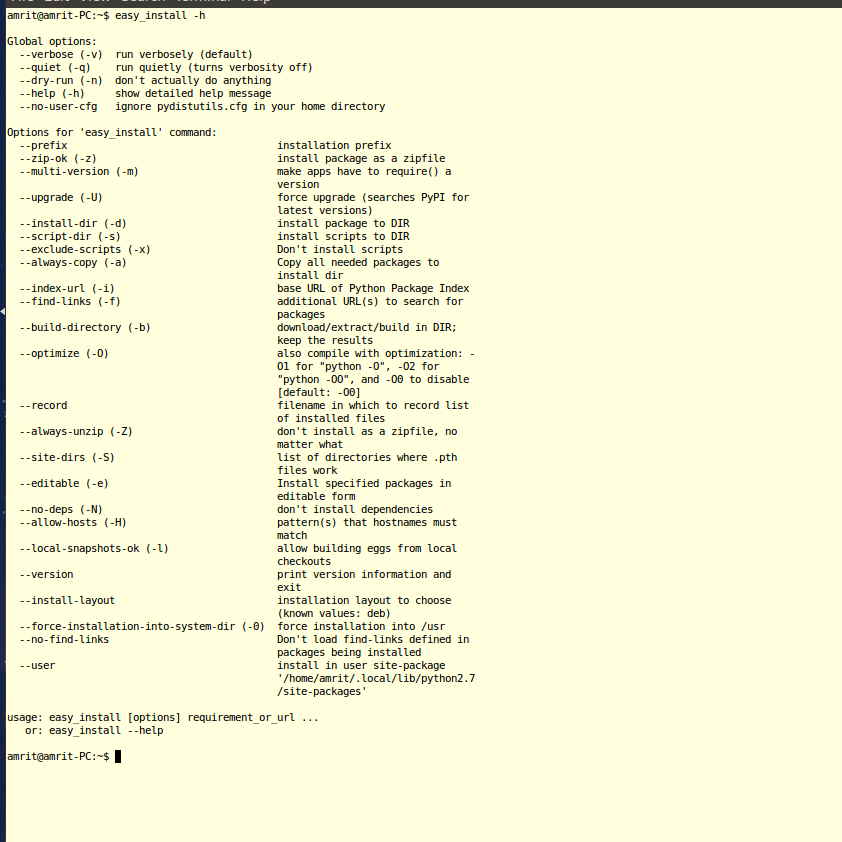 amrit@amrit-PC:~$ easy_install -h
Global options:
--verbose (-v)  run verbosely (default)
--quiet (-q)    run quietly (turns verbosity off)
--dry-run (-n)  don't actually do anything
--help (-h)     show detailed help message
--no-user-cfg   ignore pydistutils.cfg in your home directory
Options for 'easy_install' command:
--prefix                                   installation prefix
--zip-ok (-z)                              install package as a zipfile
--multi-version (-m)                       make apps have to require() a
version
--upgrade (-U)                             force upgrade (searches PyPI for
latest versions)
--install-dir (-d)                         install package to DIR
--script-dir (-s)                          install scripts to DIR
--exclude-scripts (-x)                     Don't install scripts
--always-copy (-a)                         Copy all needed packages to
install dir
--index-url (-i)                           base URL of Python Package Index
--find-links (-f)                          additional URL(s) to search for
packages
--build-directory (-b)                     download/extract/build in DIR;
keep the results
--optimize (-O)                            also compile with optimization: -
O1 for "python -O", -O2 for
"python -OO", and -O0 to disable
[default: -O0]
--record                                   filename in which to record list
of installed files
--always-unzip (-Z)                        don't install as a zipfile, no
matter what
--site-dirs (-S)                           list of directories where .pth
files work
--editable (-e)                            Install specified packages in
editable form
--no-deps (-N)                             don't install dependencies
--allow-hosts (-H)                         pattern(s) that hostnames must
match
--local-snapshots-ok (-l)                  allow building eggs from local
checkouts
--version                                  print version information and
exit
--install-layout                           installation layout to choose
(known values: deb)
--force-installation-into-system-dir (-0)  force installation into /usr
--no-find-links                            Don't load find-links defined in
packages being installed
--user                                     install in user site-package
'/home/amrit/.local/lib/python2.7
/site-packages'
usage: easy_install [options] requirement_or_url ...
or: easy_install --help
amrit@amrit-PC:~$